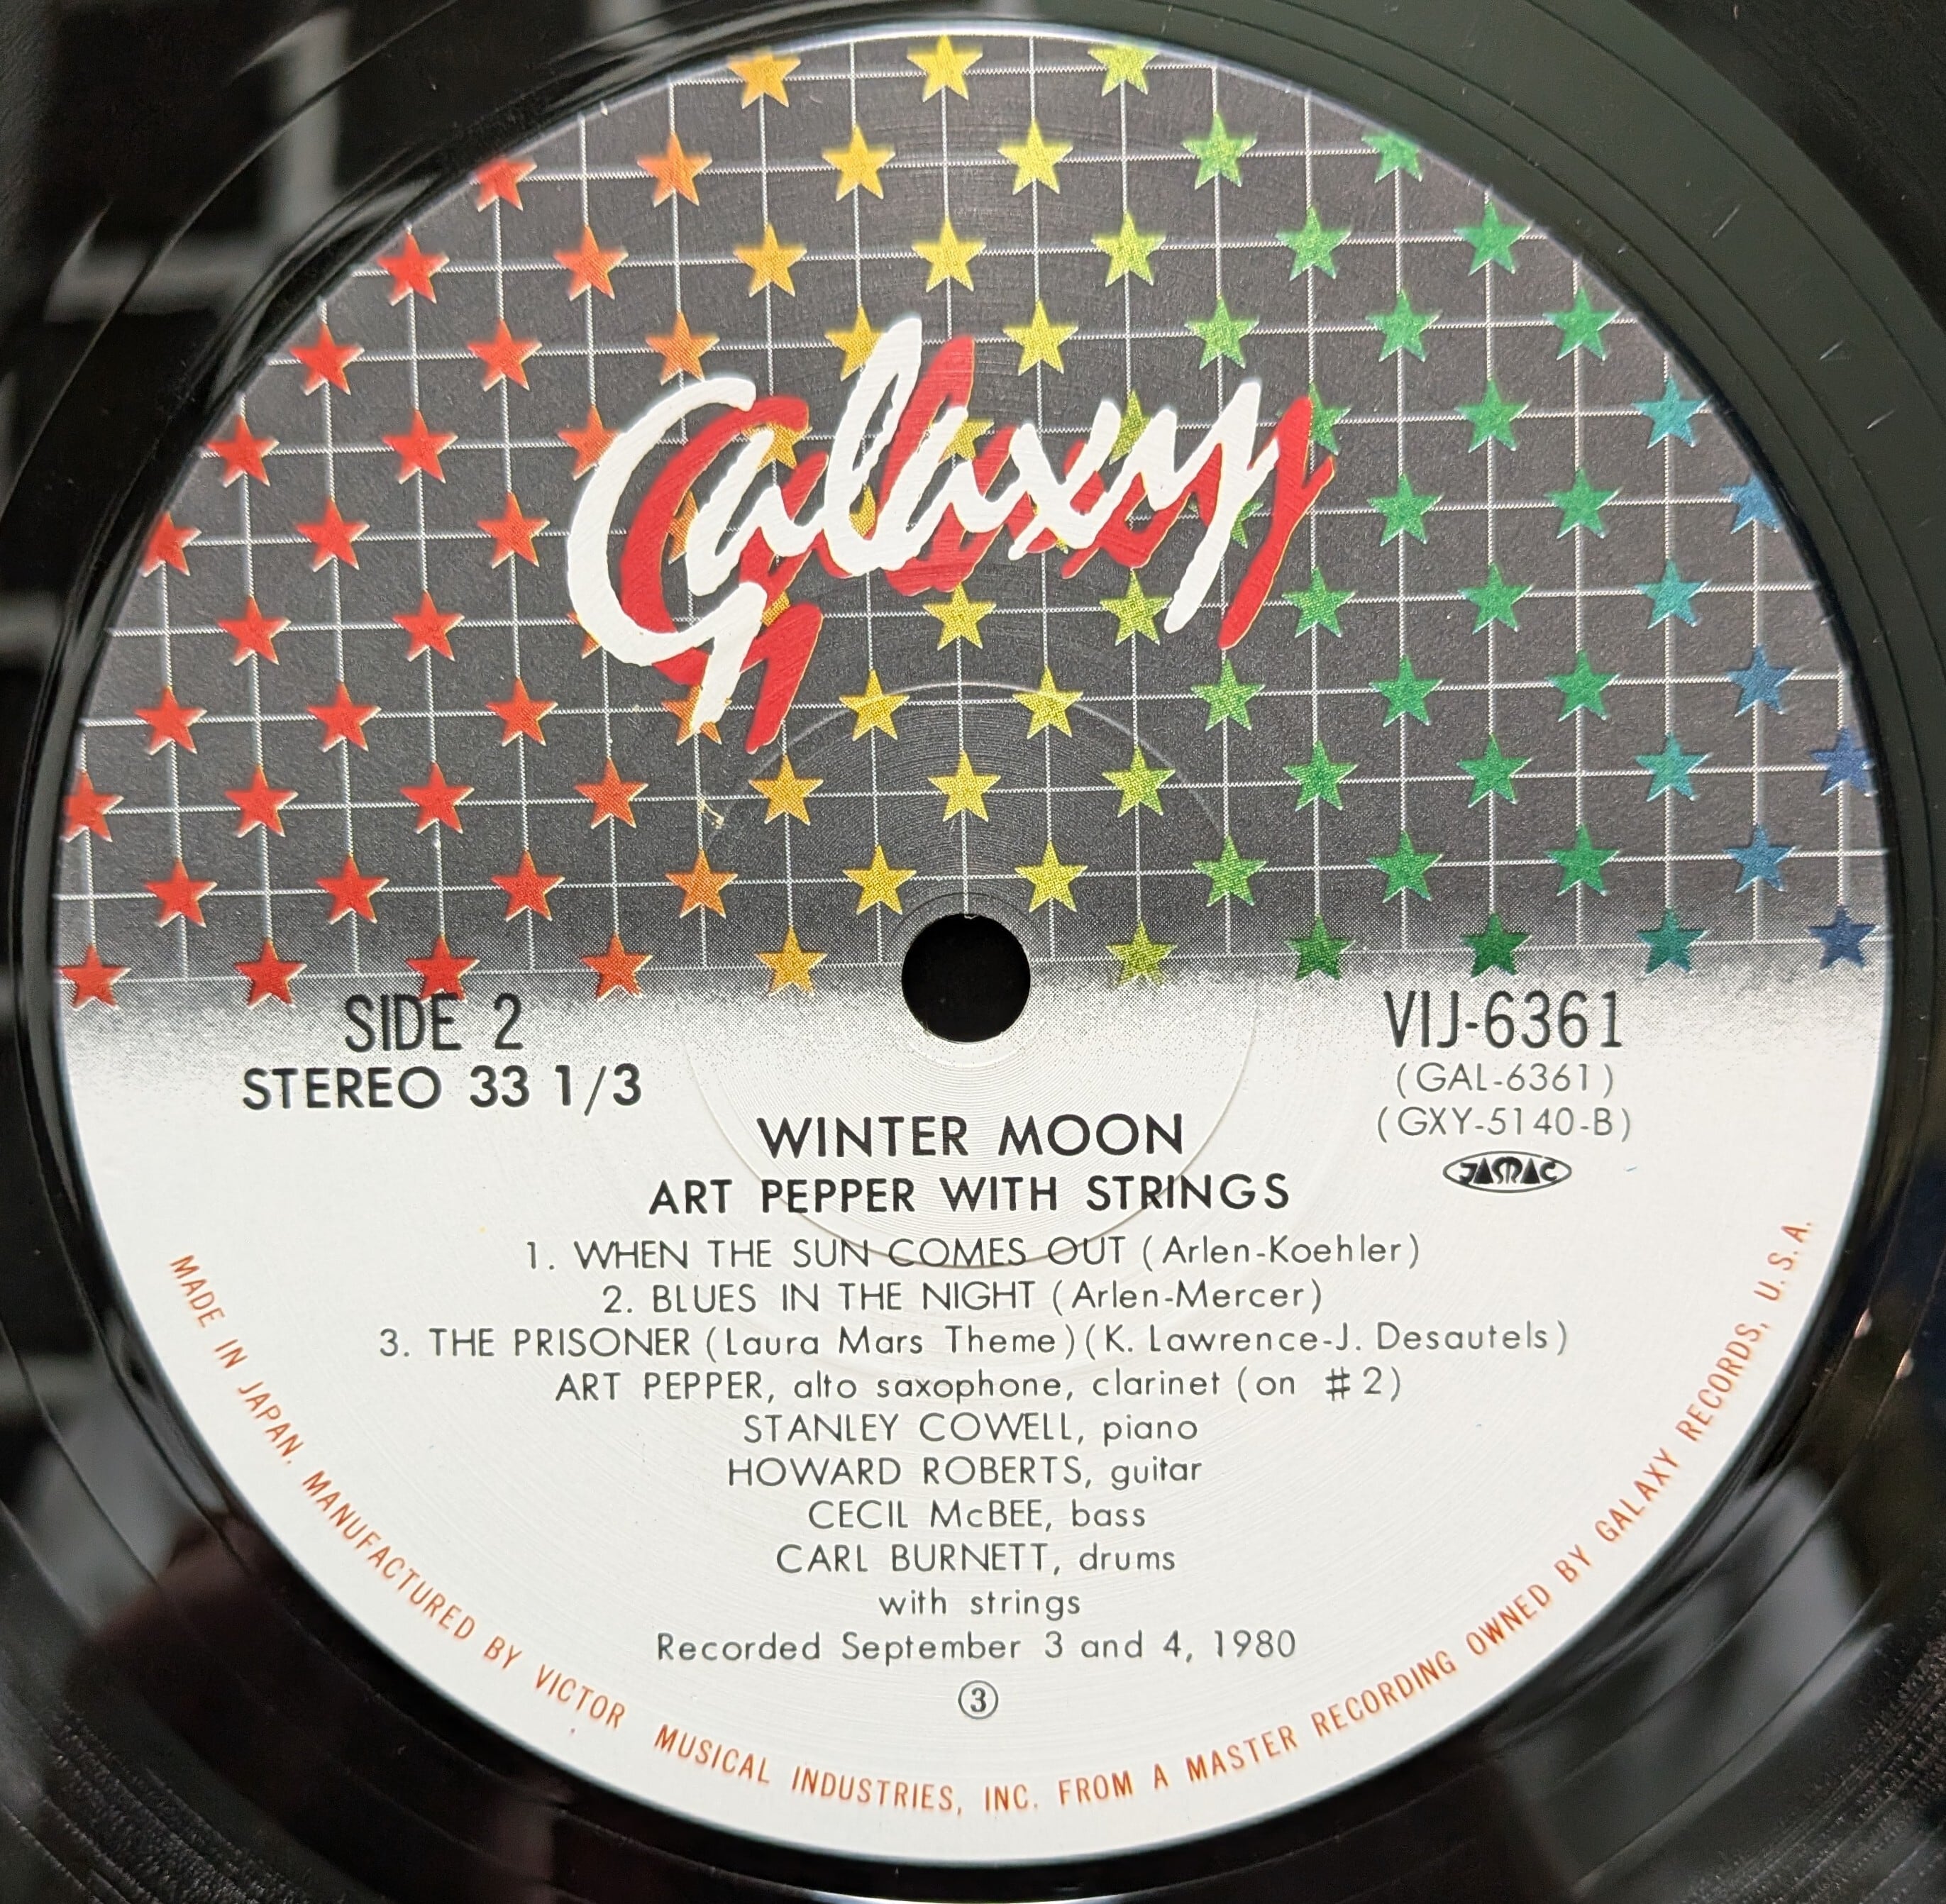 Galaxy
SIDE 2
STEREO 33 1/3
VIJ-6361
(GAL-6361)
(GXY-5140-B)
JASRAC
WINTER MOON
ART PEPPER WITH STRINGS
1. WHEN THE SUN COMES OUT (Arlen-Koehler)
2. BLUES IN THE NIGHT (Arlen-Mercer)
3. THE PRISONER (Laura Mars Theme) (K. Lawrence-J. Desautels)
ART PEPPER, alto saxophone, clarinet (on #2)
STANLEY COWELL, piano
HOWARD ROBERTS, guitar
CECIL McBEE, bass
CARL BURNETT, drums
with strings
Recorded September 3 and 4, 1980
③
MADE IN JAPAN. MANUFACTURED BY VICTOR MUSICAL INDUSTRIES, INC. FROM A MASTER RECORDING OWNED BY GALAXY RECORDS, U.S.A.